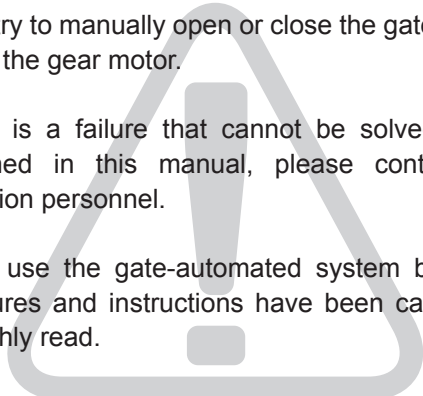 try to manually open or close the gate
the gear motor.
is a failure that cannot be solve
ned in this manual, please cont
ion personnel.
use the gate-automated system b
ures and instructions have been ca
hly read.